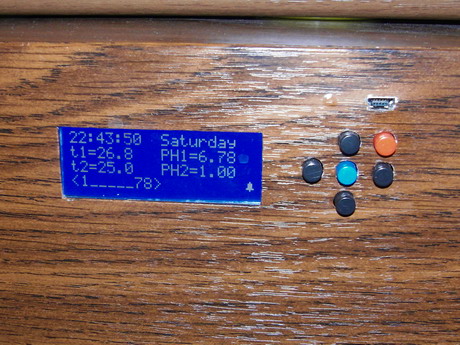 22:43:50 Saturday
t1=26.8 PH1=6.78
t2=25.0 PH2=1.00
<1_____78>